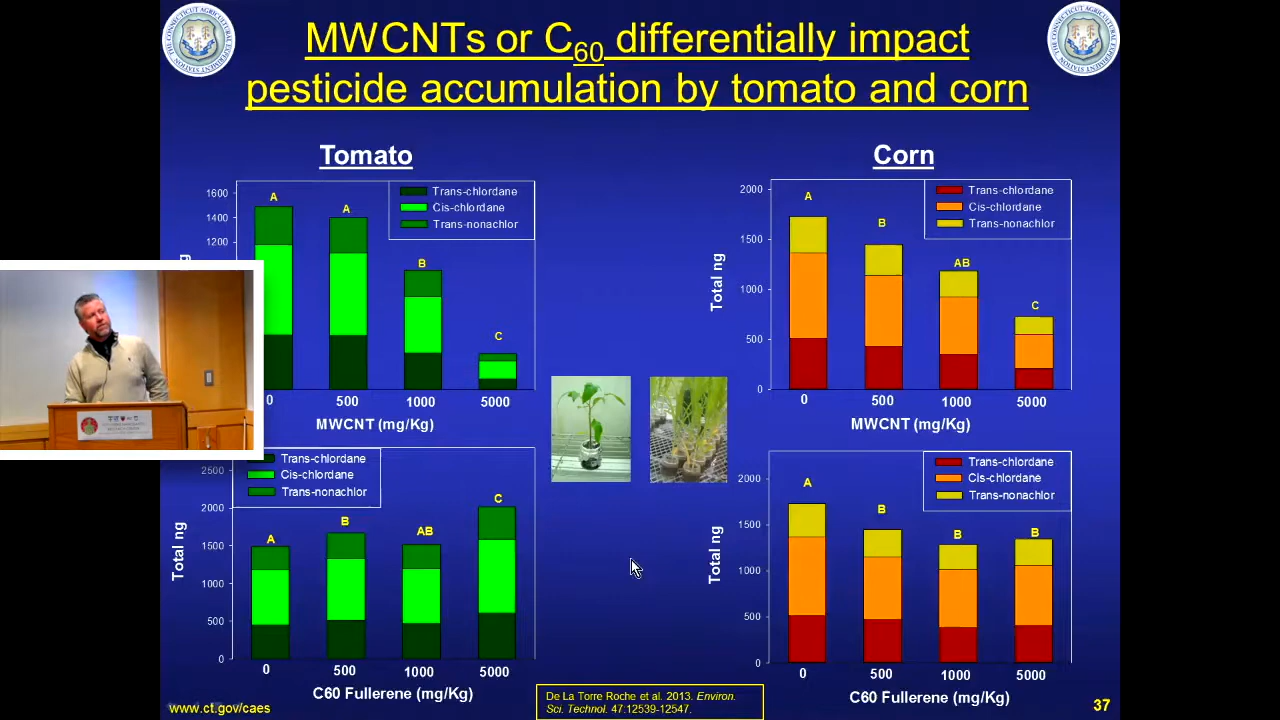 MWCNTs or C60 differentially impact
pesticide accumulation by tomato and corn
Tomato
1600
1400
1200
A
A
B
C
Trans-chlordane
Cis-chlordane
Trans-nonachlor
0
500
1000
5000
MWCNT (mg/Kg)
Corn
Total ng
2000
1500
1000
500
0
A
B
AB
C
Trans-chlordane
Cis-chlordane
Trans-nonachlor
0
500
1000
5000
MWCNT (mg/Kg)
Total ng
2500
2000
1500
1000
500
0
Trans-chlordane
Cis-chlordane
Trans-nonachlor
A
B
AB
C
0
500
1000
5000
C60 Fullerene (mg/Kg)
Total ng
2000
1500
1000
500
0
A
B
B
B
Trans-chlordane
Cis-chlordane
Trans-nonachlor
0
500
1000
5000
C60 Fullerene (mg/Kg)
De La Torre Roche et al. 2013. Environ.
Sci. Technol. 47:12539-12547.
www.ct.gov/caes
37